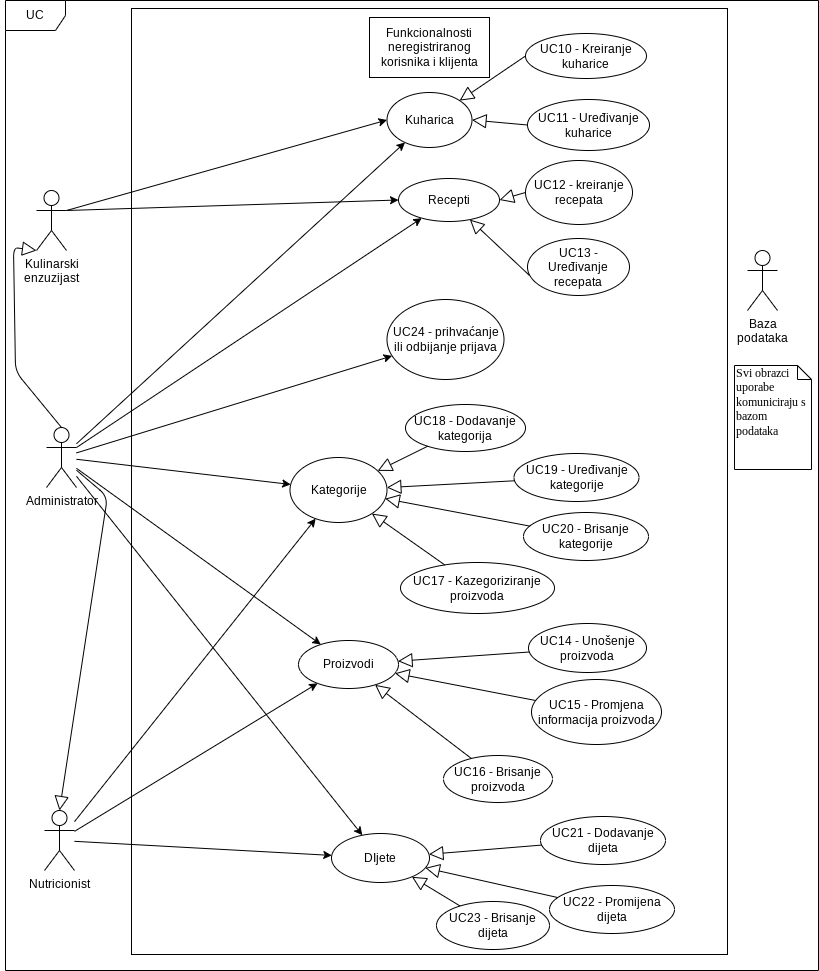 UC
Funkcionalnosti
neregistriranog
korisnika i klijenta
UC10 - Kreiranje
kuharice
Kuharica
UC11 - Uređivanje
kuharice
UC12 - kreiranje
recepata
Recepti
UC13 -
Uređivanje
recepata
Kulinarski
enzuzijast
Baza
podataka
UC24 - prihvaćanje
ili odbijanje prijava
Svi obrazci
uporabe
komuniciraju s
bazom
podataka
UC18 - Dodavanje
kategorija
Administrator
Kategorije
UC19 - Uređivanje
kategorije
UC20 - Brisanje
kategorije
UC17 - Kazegoriziranje
proizvoda
UC14 - Unošenje
proizvoda
Proizvodi
UC15 - Promjena
informacija proizvoda
UC16 - Brisanje
proizvoda
UC21 - Dodavanje
dijeta
DIjete
Nutricionist
UC22 - Promijena
dijeta
UC23 - Brisanje
dijeta